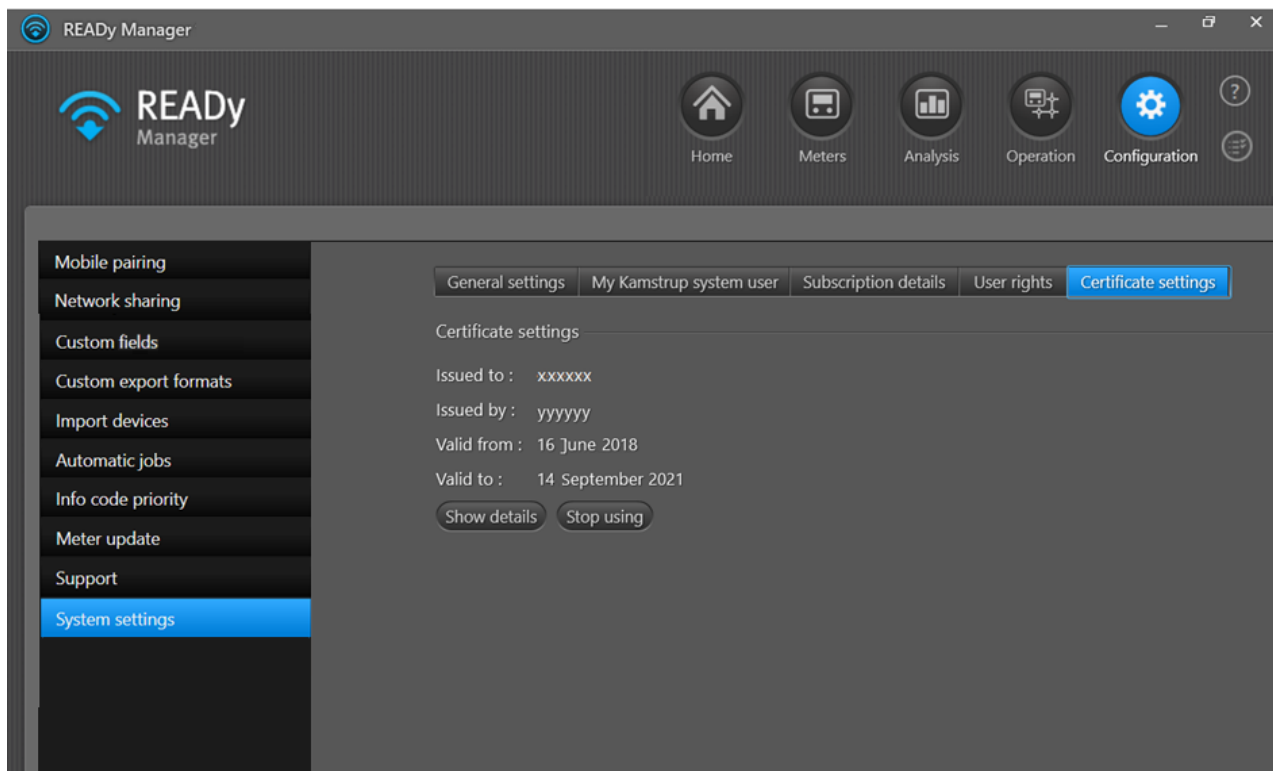 READy Manager
READy
Manager
Home Meters Analysis Operation Configuration
?
Mobile pairing
Network sharing
Custom fields
Custom export formats
Import devices
Automatic jobs
Info code priority
Meter update
Support
System settings
General settings My Kamstrup system user Subscription details User rights Certificate settings
Certificate settings
Issued to : xxxxxx
Issued by : yyyyyy
Valid from : 16 June 2018
Valid to : 14 September 2021
Show details Stop using